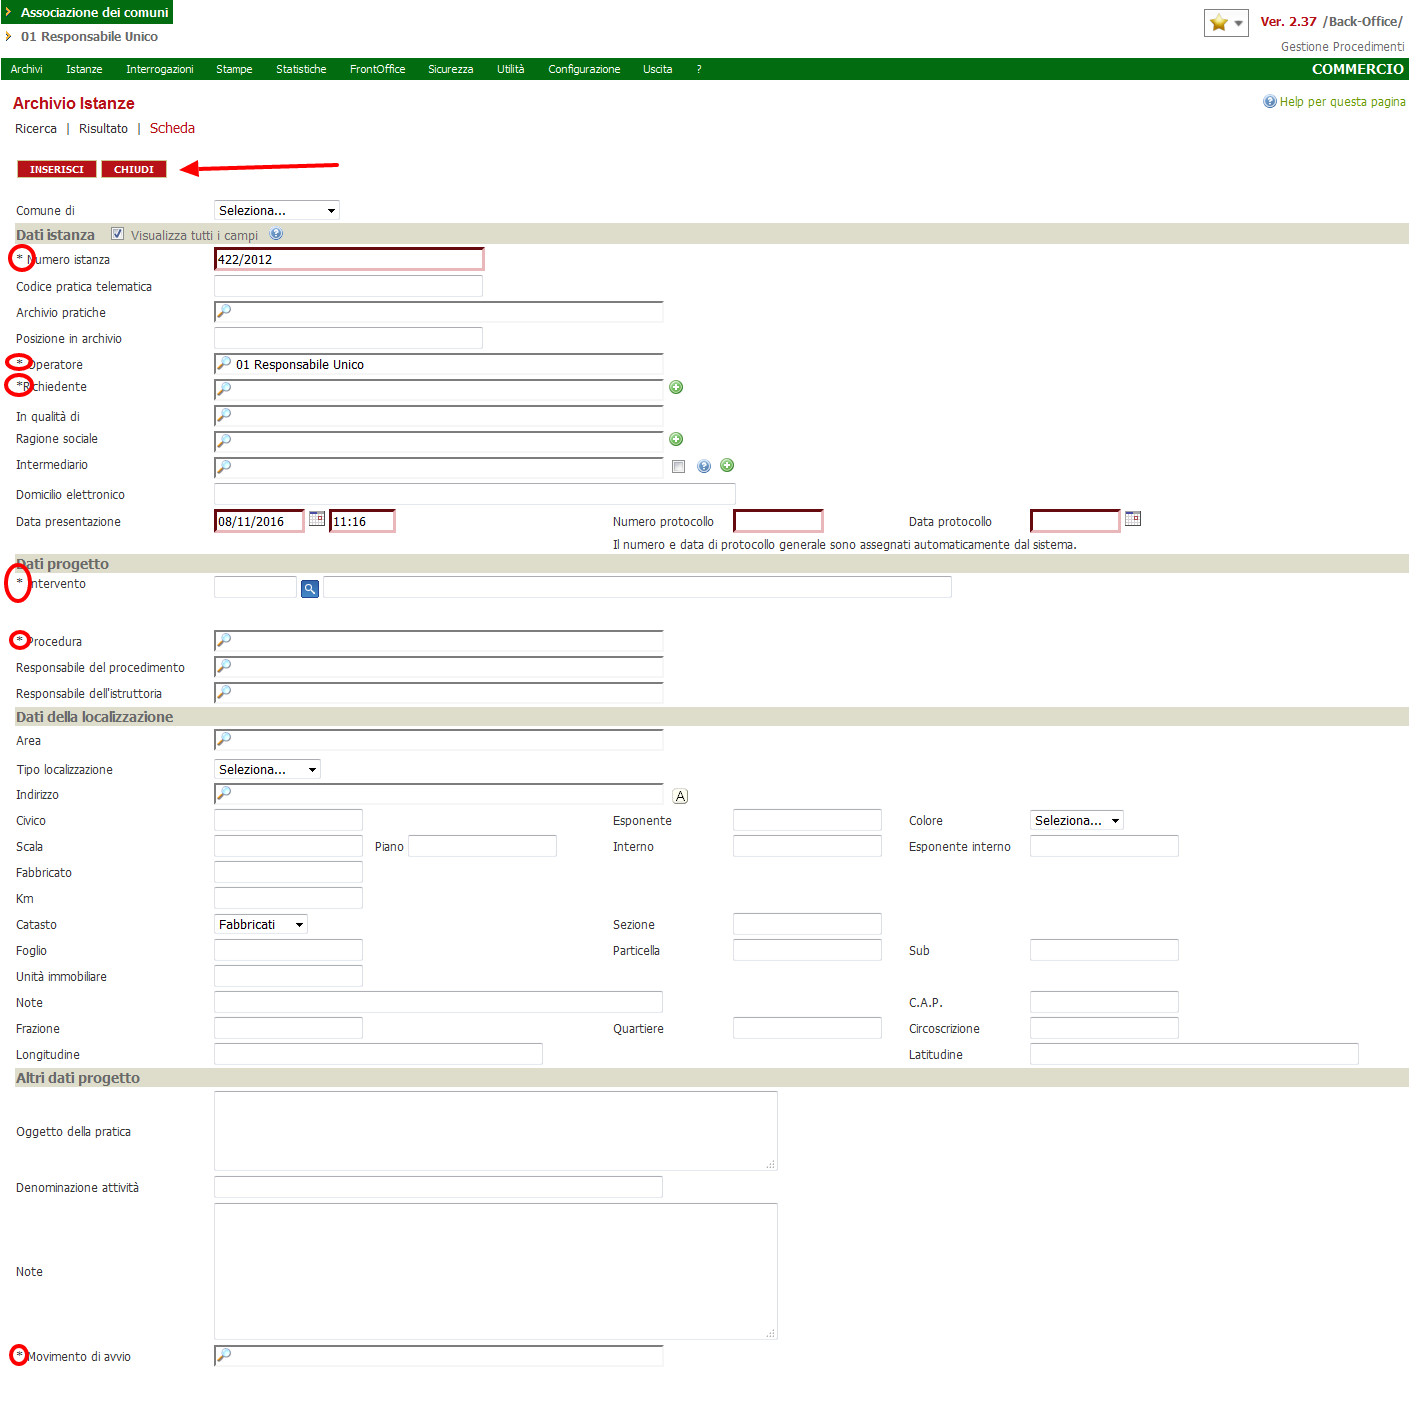 Associazione dei comuni
01 Responsabile Unico
Ver. 2.37 /Back-Office/
Gestione Procedimenti
Archivi Istanze Interrogazioni Stampe Statistiche FrontOffice Sicurezza Utilità Configurazione Uscita ? COMMERCIO
Archivio Istanze
Help per questa pagina
Ricerca | Risultato | Scheda
INSERISCI CHIUDI
Comune di Seleziona...
Dati istanza Visualizza tutti i campi
* Numero istanza 422/2012
Codice pratica telematica
Archivio pratiche
Posizione in archivio
* Operatore 01 Responsabile Unico
*Richiedente
In qualità di
Ragione sociale
Intermediario
Domicilio elettronico
Data presentazione 08/11/2016 11:16 Numero protocollo Data protocollo
Il numero e data di protocollo generale sono assegnati automaticamente dal sistema.
Dati progetto
* Intervento
* Procedura
Responsabile del procedimento
Responsabile dell'istruttoria
Dati della localizzazione
Area
Tipo localizzazione Seleziona...
Indirizzo A
Civico Esponente Colore Seleziona...
Scala Piano Interno Esponente interno
Fabbricato
Km
Catasto Fabbricati Sezione
Foglio Particella Sub
Unità immobiliare
Note C.A.P.
Frazione Quartiere Circoscrizione
Longitudine Latitudine
Altri dati progetto
Oggetto della pratica
Denominazione attività
Note
* Movimento di avvio